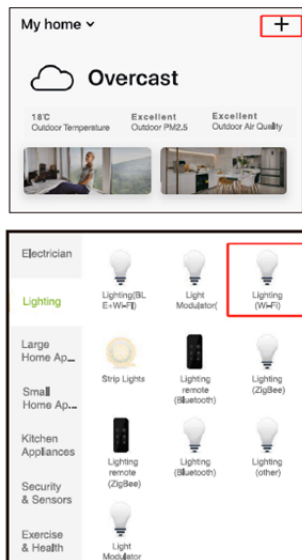 My home
+
Overcast
18°C Excellent Excellent
Outdoor Temperature Outdoor PM2.5 Outdoor Air Quality
Electrician
Lighting
Large
Home Ap...
Small
Home Ap...
Kitchen
Appliances
Security
& Sensors
Exercise
& Health
Lighting(BL
E+Wi-Fi)
Light
Modulator(
Lighting
(Wi-Fi)
Strip Lights
Lighting
remote
(Bluetooth)
Lighting
(ZigBee)
Lighting
remote
(ZigBee)
Lighting
(Bluetooth)
Lighting
(other)
Light
Modulator